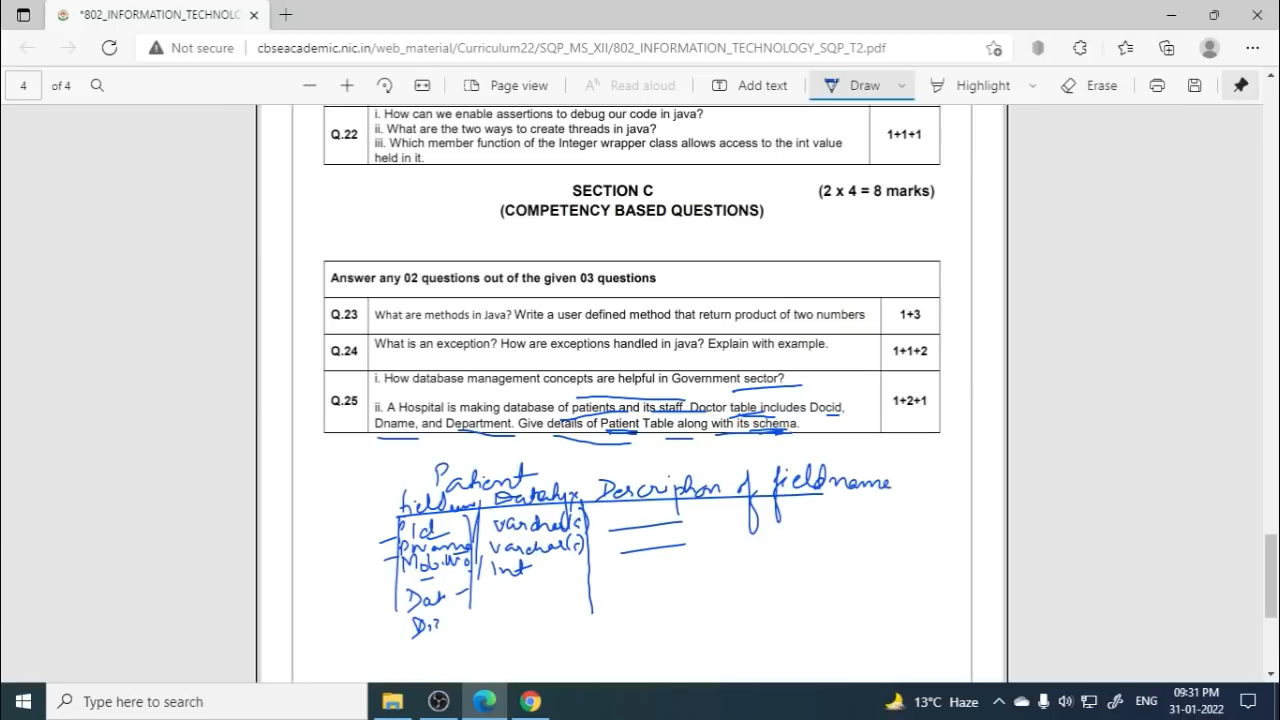 *802_INFORMATION_TECHNOLO
Not secure
cbseacademic.nic.in/web_material/Curriculum22/SQP_MS_XII/802_INFORMATION_TECHNOLOGY_SQP_T2.pdf
4 of 4
Page view
Read aloud
Add text
Draw
Highlight
Erase
Q.22
i. How can we enable assertions to debug our code in java?
ii. What are the two ways to create threads in java?
iii. Which member function of the Integer wrapper class allows access to the int value
held in it.
1+1+1
SECTION C (2 x 4 = 8 marks)
(COMPETENCY BASED QUESTIONS)
Answer any 02 questions out of the given 03 questions
Q.23 What are methods in Java? Write a user defined method that return product of two numbers 1+3
Q.24 What is an exception? How are exceptions handled in java? Explain with example. 1+1+2
Q.25
i. How database management concepts are helpful in Government sector?
ii. A Hospital is making database of patients and its staff. Doctor table includes Docid,
Dname, and Department. Give details of Patient Table along with its schema.
1+2+1
Patient
Description of fieldname
PId varchar()
PName varchar()
Mob.No. Int
Type here to search
13°C Haze
ENG
09:31 PM
31-01-2022